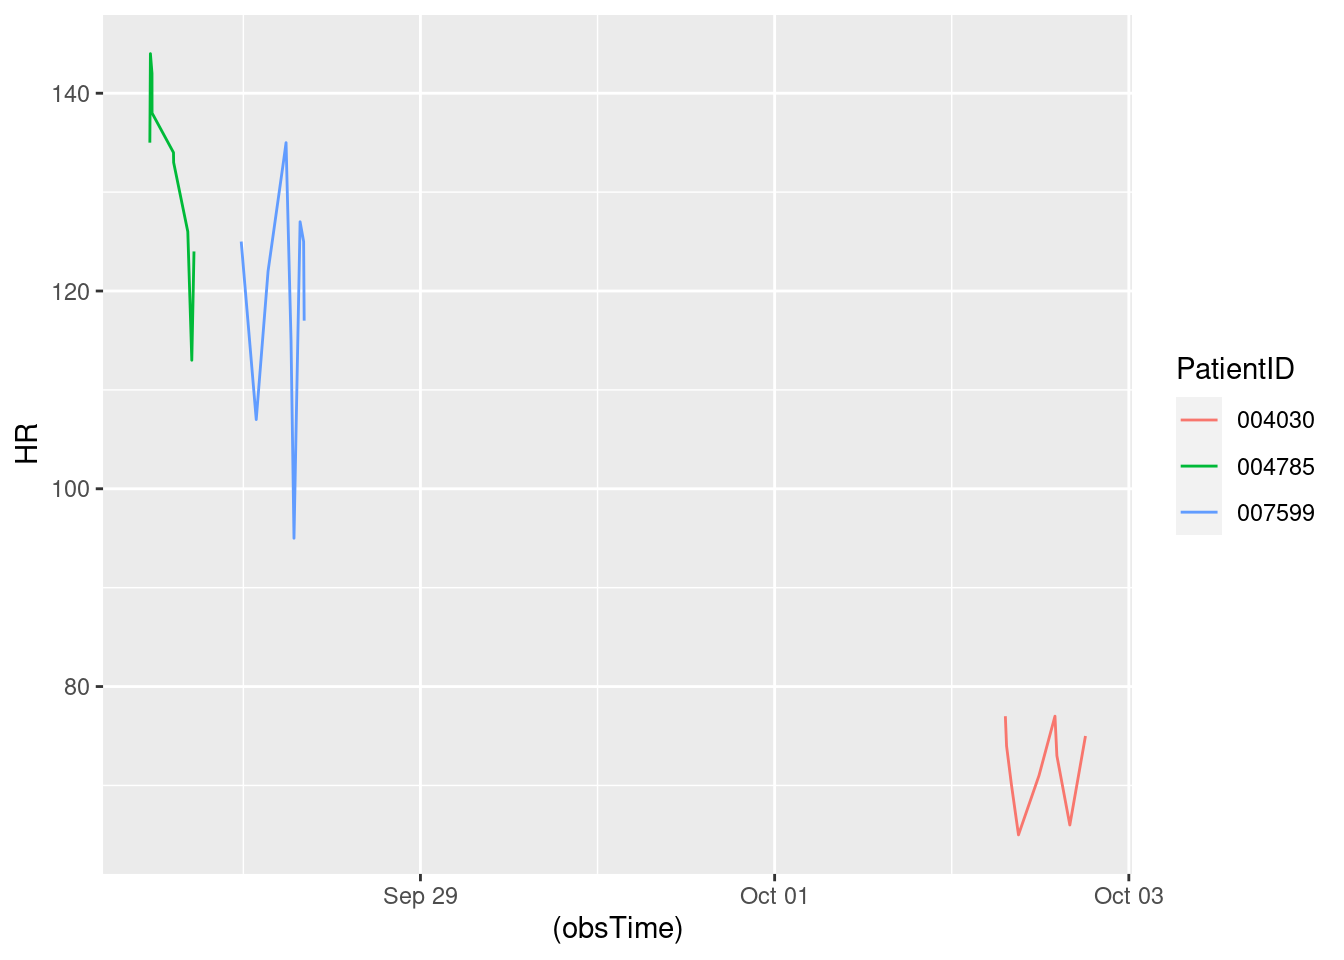 140
120
100
80
HR
Sep 29
Oct 01
Oct 03
(obsTime)
PatientID
004030
004785
007599